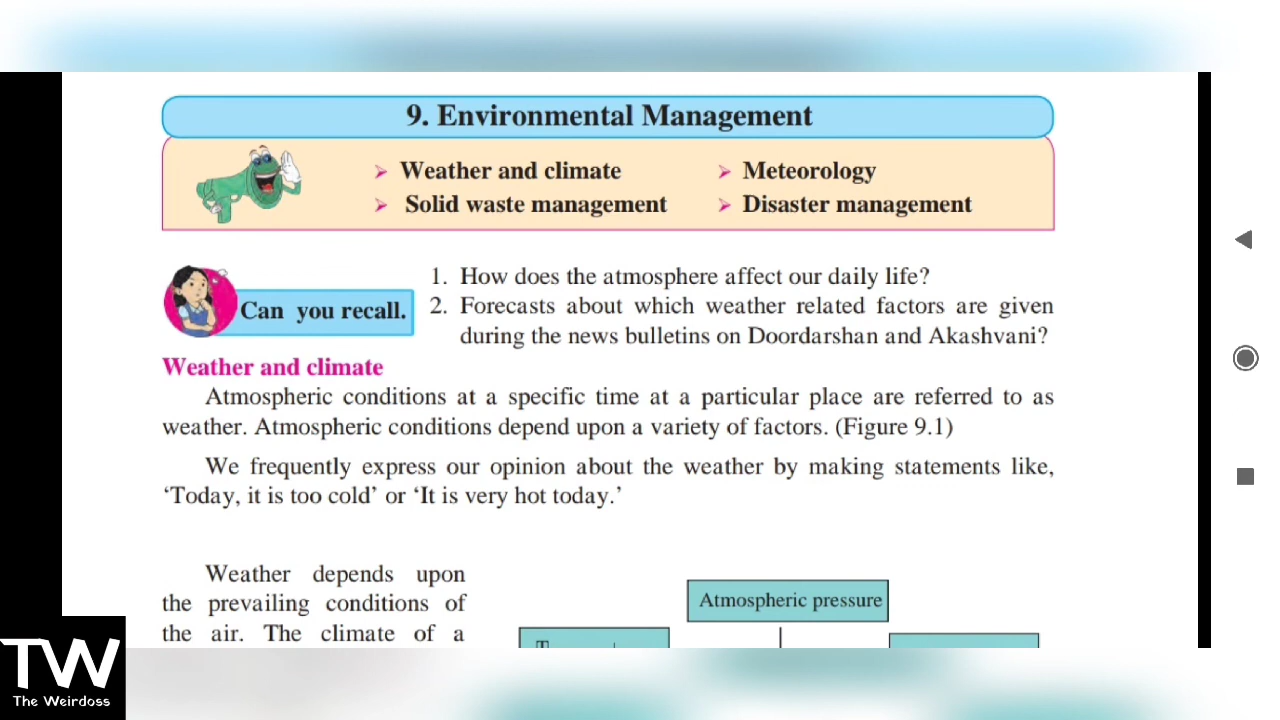 9. Environmental Management
➢ Weather and climate
➢ Meteorology
➢ Solid waste management
➢ Disaster management
Can you recall.
1. How does the atmosphere affect our daily life?
2. Forecasts about which weather related factors are given
during the news bulletins on Doordarshan and Akashvani?
Weather and climate
Atmospheric conditions at a specific time at a particular place are referred to as
weather. Atmospheric conditions depend upon a variety of factors. (Figure 9.1)
We frequently express our opinion about the weather by making statements like,
‘Today, it is too cold’ or ‘It is very hot today.’
Weather depends upon
the prevailing conditions of
the air. The climate of a
Atmospheric pressure
TW
The Weirdoss